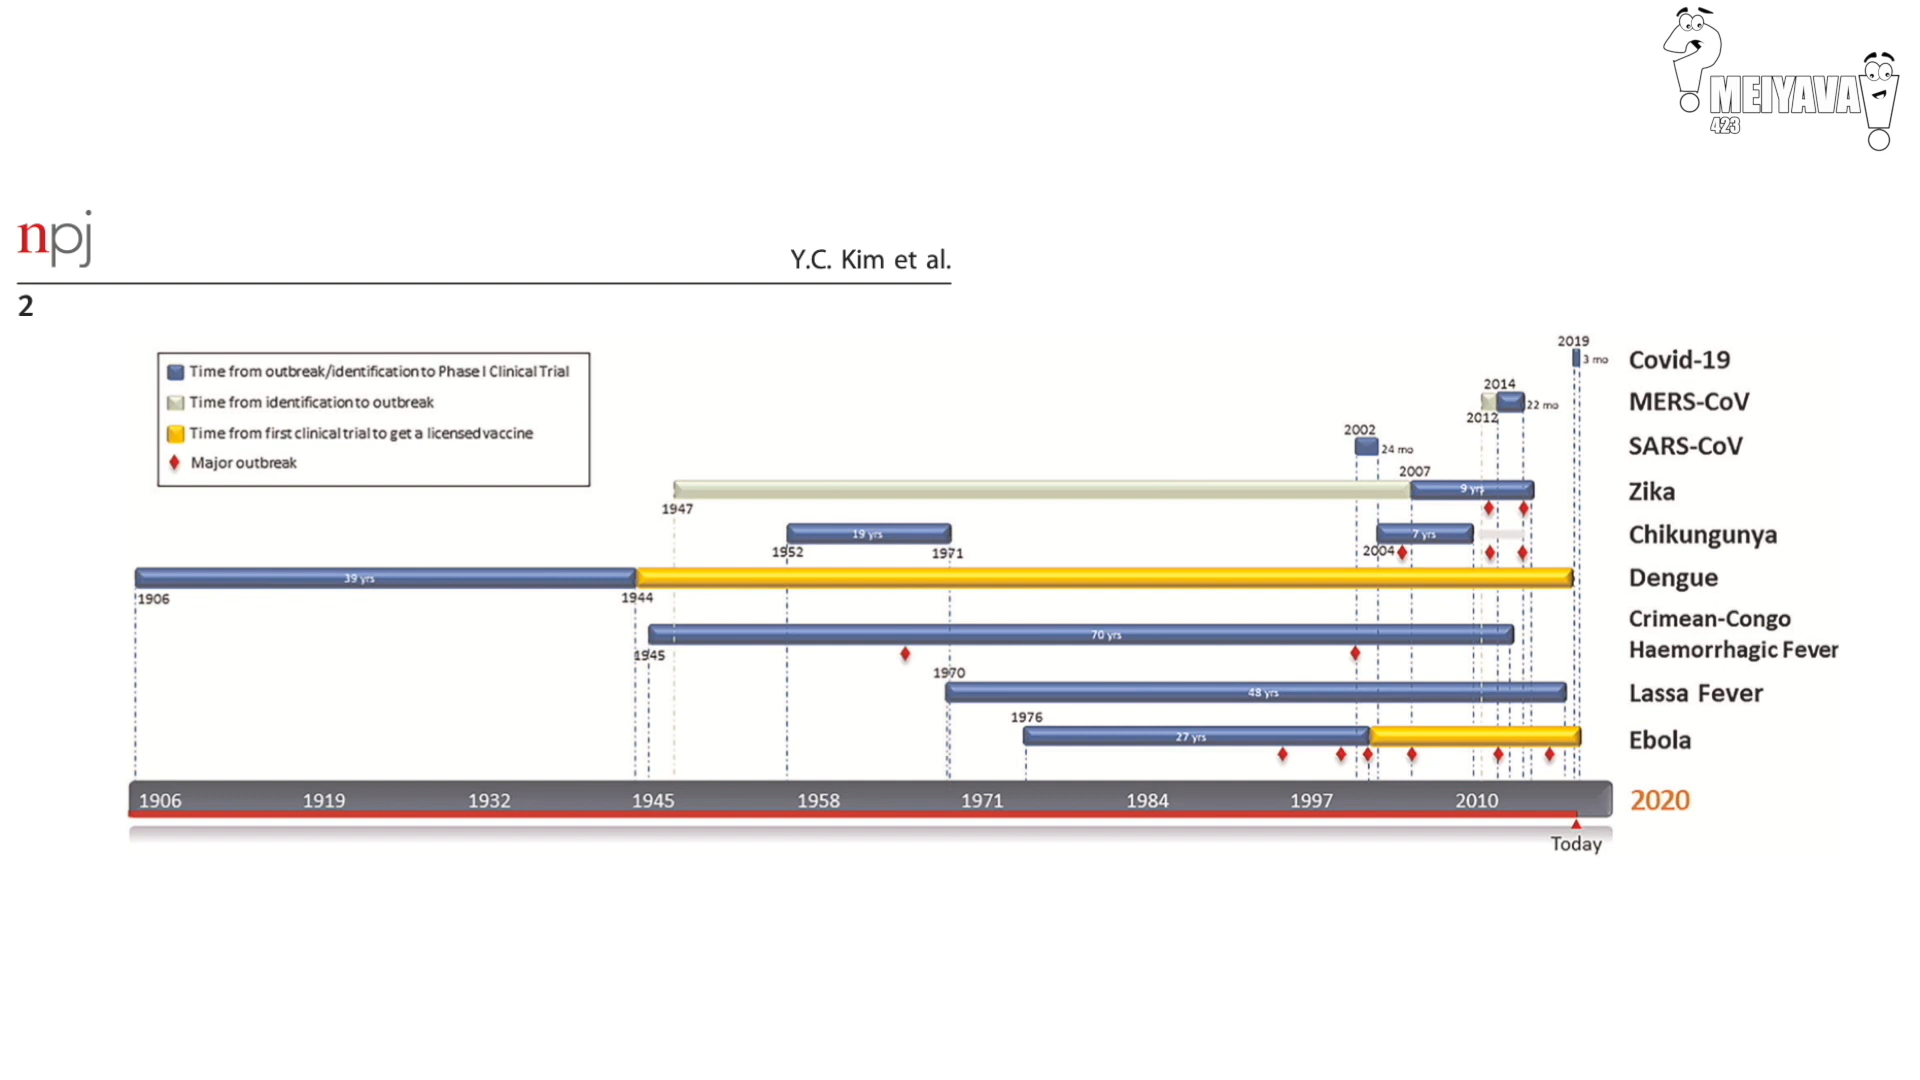 MEIYAVA
423
npj
Y.C. Kim et al.
2
Time from outbreak/identification to Phase I Clinical Trial
Time from identification to outbreak
Time from first clinical trial to get a licensed vaccine
Major outbreak
2019
3 mo
Covid-19
2014
2012
22 mo
MERS-CoV
2002
24 mo
SARS-CoV
1947
2007
9 yrs
Zika
19 yrs
1952
1971
7 yrs
2004
Chikungunya
39 yrs
1906
1944
Dengue
70 yrs
1945
Crimean-Congo
Haemorrhagic Fever
1970
48 yrs
Lassa Fever
1976
27 yrs
Ebola
1906 1919 1932 1945 1958 1971 1984 1997 2010 2020
Today